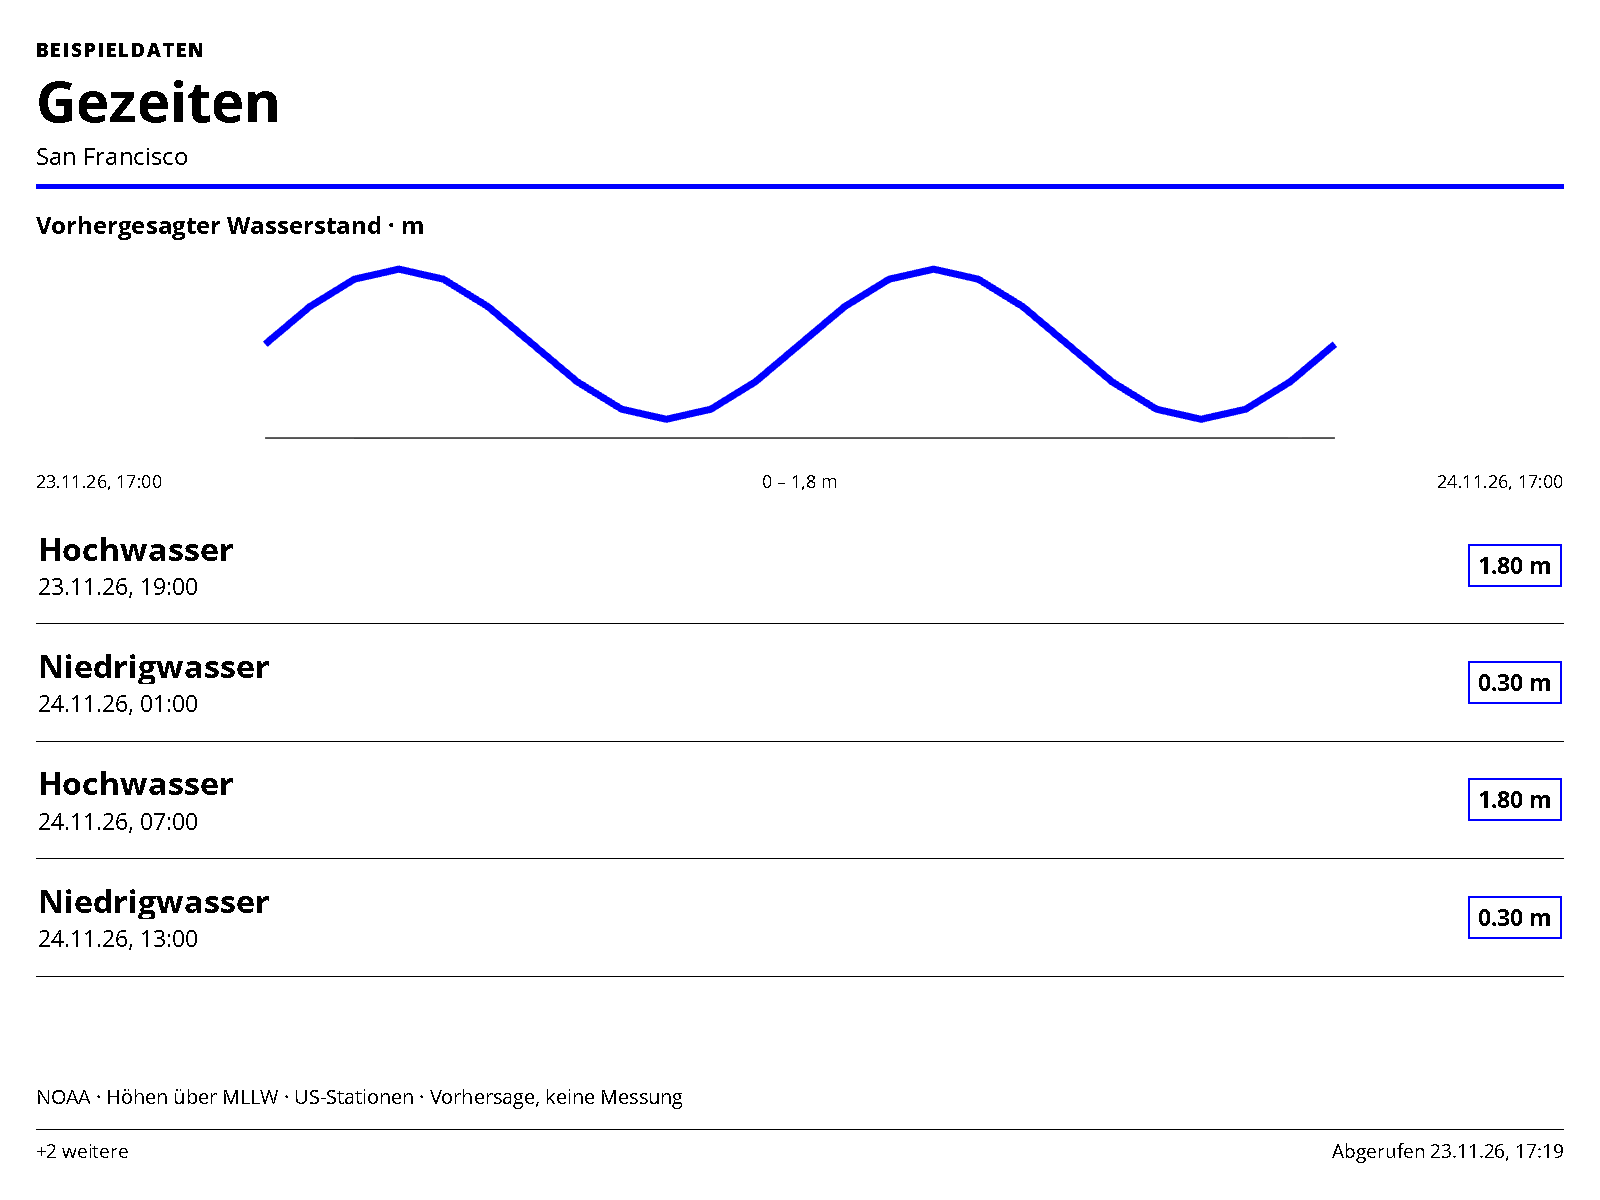 BEISPIELDATEN
Gezeiten
San Francisco
Vorhergesagter Wasserstand · m
23.11.26, 17:00
0 – 1,8 m
24.11.26, 17:00
Hochwasser
23.11.26, 19:00
1.80 m
Niedrigwasser
24.11.26, 01:00
0.30 m
Hochwasser
24.11.26, 07:00
1.80 m
Niedrigwasser
24.11.26, 13:00
0.30 m
NOAA · Höhen über MLLW · US-Stationen · Vorhersage, keine Messung
+2 weitere
Abgerufen 23.11.26, 17:19